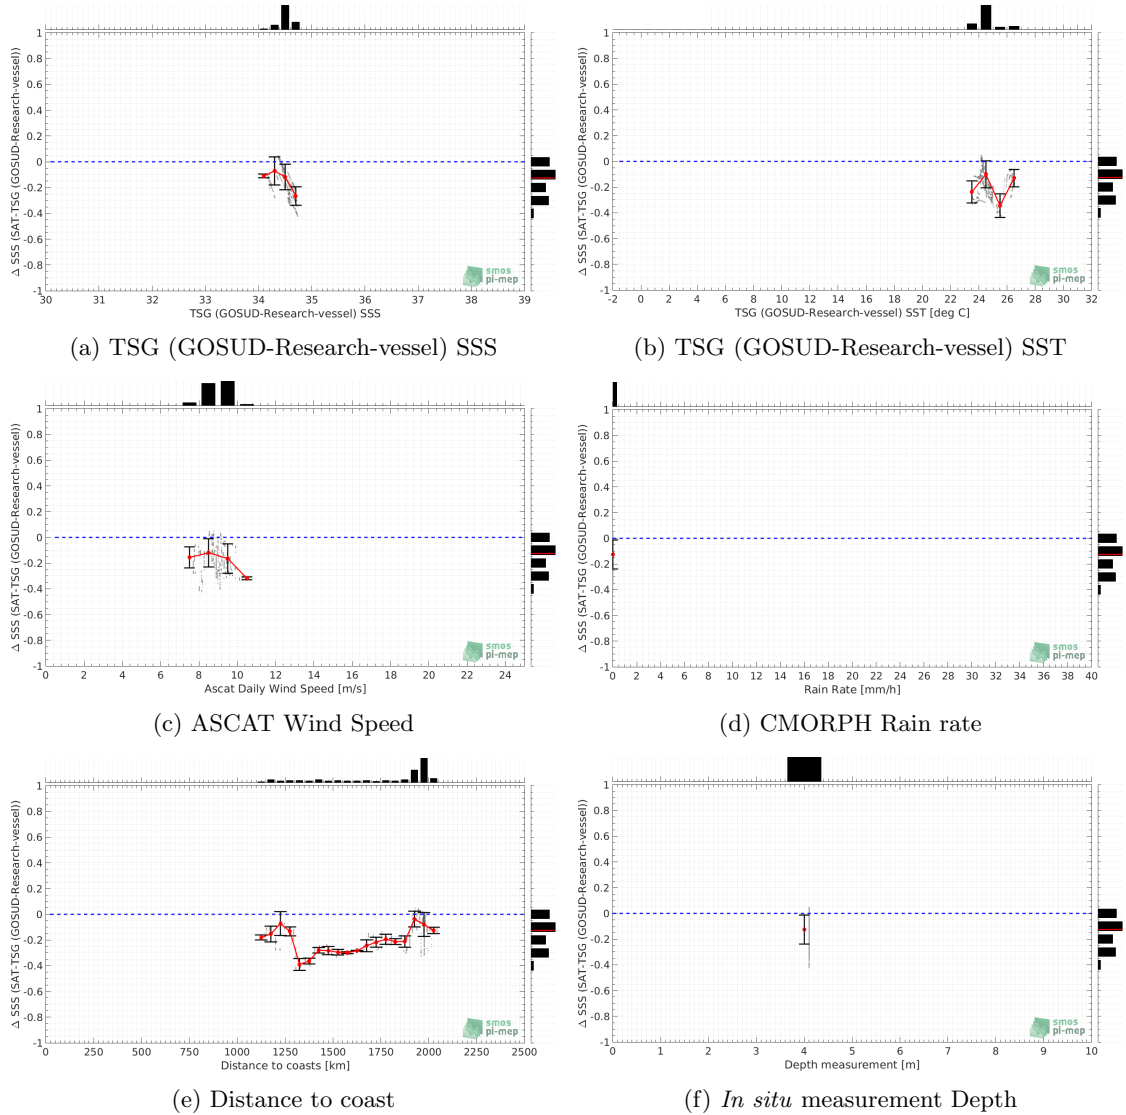 1
0.8
0.6
0.4
0.2
0
-0.2
-0.4
-0.6
-0.8
-1
Δ SSS (SAT-TSG (GOSUD-Research-vessel))
smos
pi-mep
30 31 32 33 34 35 36 37 38 39
TSG (GOSUD-Research-vessel) SSS
(a) TSG (GOSUD-Research-vessel) SSS
1
0.8
0.6
0.4
0.2
0
-0.2
-0.4
-0.6
-0.8
-1
Δ SSS (SAT-TSG (GOSUD-Research-vessel))
smos
pi-mep
-2 0 2 4 6 8 10 12 14 16 18 20 22 24 26 28 30 32
TSG (GOSUD-Research-vessel) SST [deg C]
(b) TSG (GOSUD-Research-vessel) SST
1
0.8
0.6
0.4
0.2
0
-0.2
-0.4
-0.6
-0.8
-1
Δ SSS (SAT-TSG (GOSUD-Research-vessel))
smos
pi-mep
0 2 4 6 8 10 12 14 16 18 20 22 24
Ascat Daily Wind Speed [m/s]
(c) ASCAT Wind Speed
1
0.8
0.6
0.4
0.2
0
-0.2
-0.4
-0.6
-0.8
-1
Δ SSS (SAT-TSG (GOSUD-Research-vessel))
smos
pi-mep
0 2 4 6 8 10 12 14 16 18 20 22 24 26 28 30 32 34 36 38 40
Rain Rate [mm/h]
(d) CMORPH Rain rate
1
0.8
0.6
0.4
0.2
0
-0.2
-0.4
-0.6
-0.8
-1
Δ SSS (SAT-TSG (GOSUD-Research-vessel))
smos
pi-mep
0 250 500 750 1000 1250 1500 1750 2000 2250 2500
Distance to coasts [km]
(e) Distance to coast
1
0.8
0.6
0.4
0.2
0
-0.2
-0.4
-0.6
-0.8
-1
Δ SSS (SAT-TSG (GOSUD-Research-vessel))
smos
pi-mep
0 1 2 3 4 5 6 7 8 9 10
Depth measurement [m]
(f) In situ measurement Depth